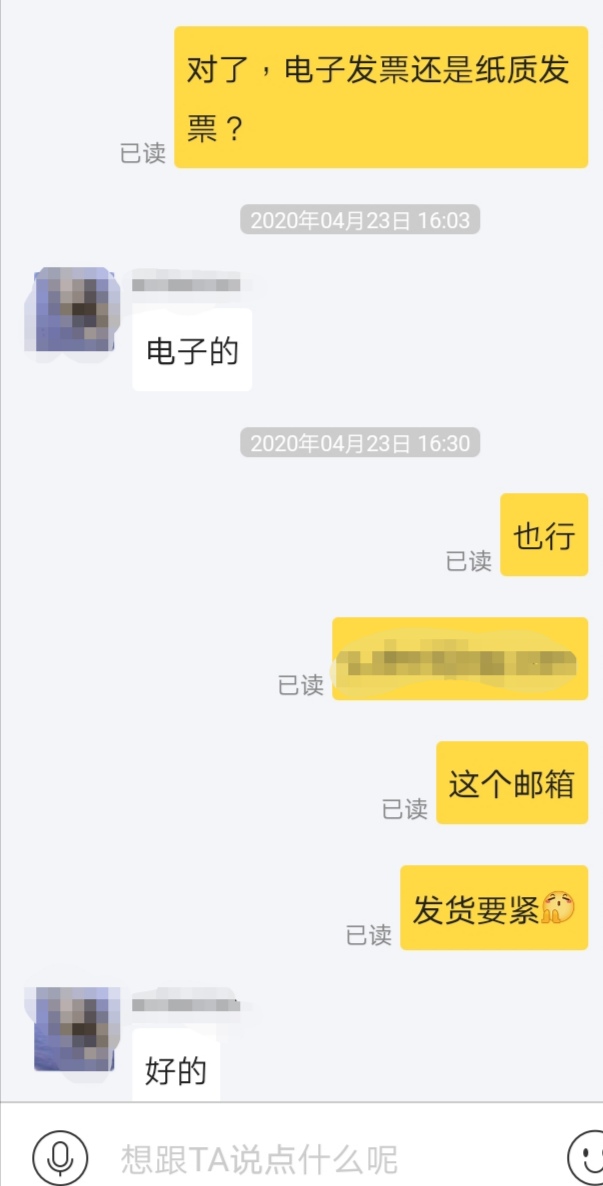 对了，电子发票还是纸质发
票？
已读
2020年04月23日 16:03
电子的
2020年04月23日 16:30
也行
已读
已读
这个邮箱
已读
发货要紧
已读
好的
想跟TA说点什么呢